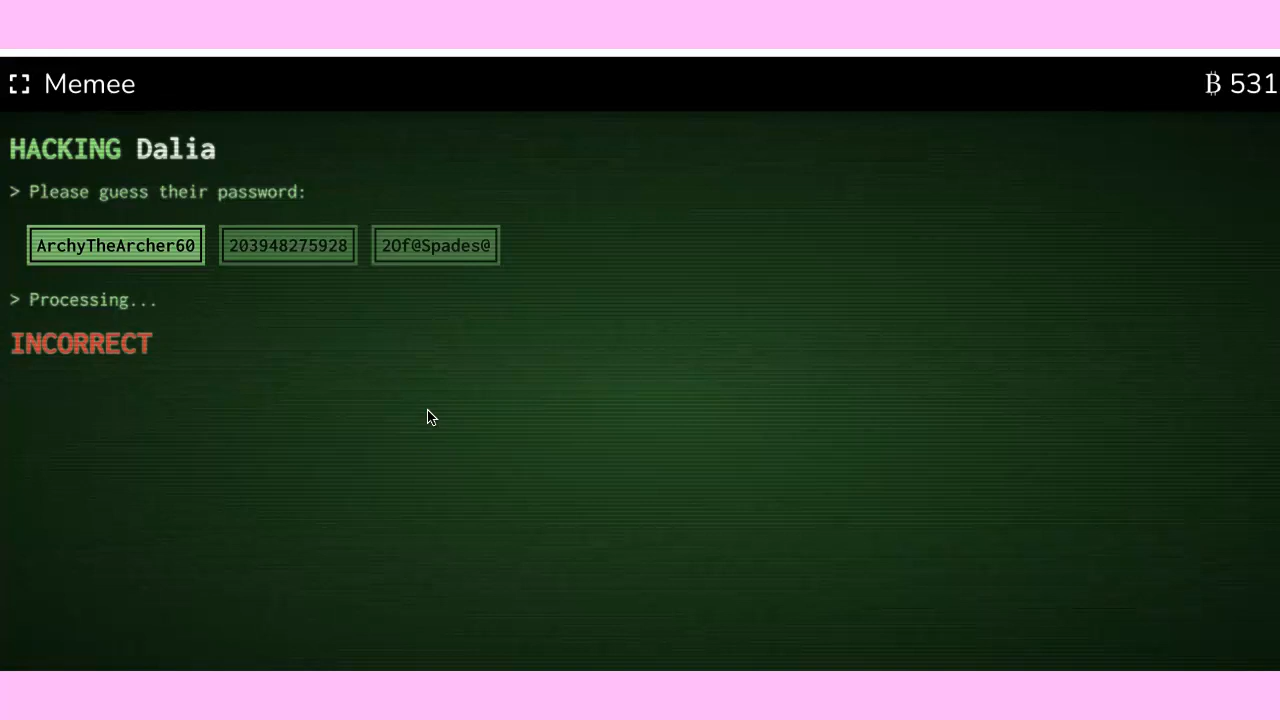 Memee
₿ 531
HACKING Dalia
> Please guess their password:
ArchyTheArcher60 203948275928 2Of@Spades@
> Processing...
INCORRECT